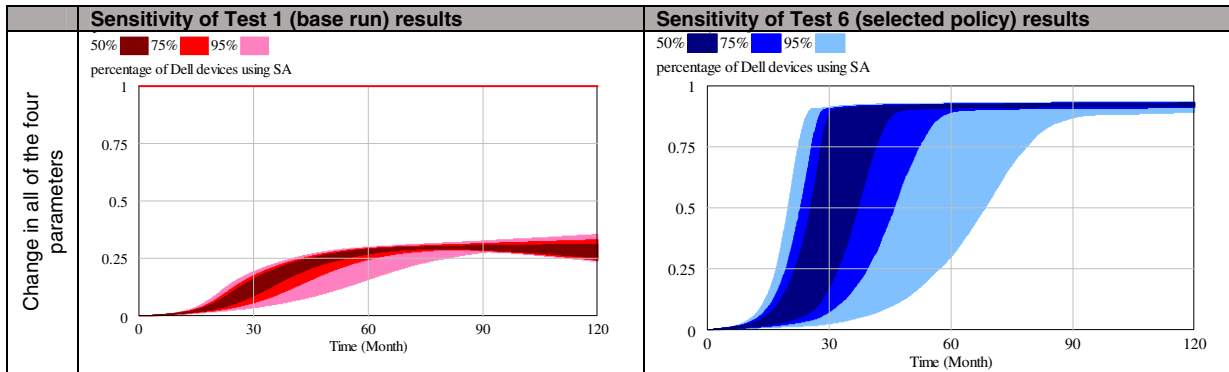 Sensitivity of Test 1 (base run) results
Sensitivity of Test 6 (selected policy) results
Change in all of the four
parameters
50% 75% 95%
percentage of Dell devices using SA
1
0.75
0.5
0.25
0
0 30 60 90 120
Time (Month)
50% 75% 95%
percentage of Dell devices using SA
1
0.75
0.5
0.25
0
0 30 60 90 120
Time (Month)